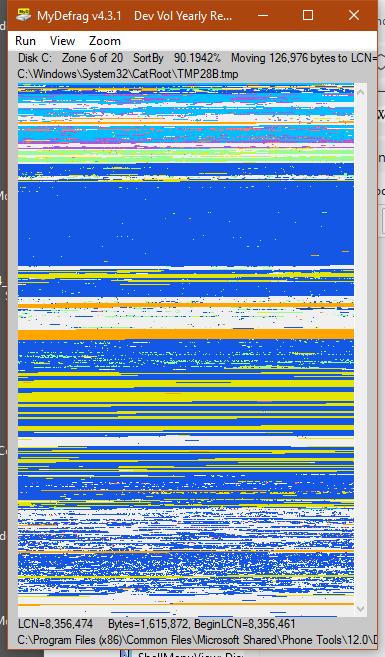 MyDefrag v4.3.1 Dev Vol Yearly Re...
Run View Zoom
Disk C: Zone 6 of 20 SortBy 90.1942% Moving 126,976 bytes to LCN=
C:\Windows\System32\CatRoot\TMP28B.tmp
LCN=8,356,474 Bytes=1,615,872, BeginLCN=8,356,461
C:\Program Files (x86)\Common Files\Microsoft Shared\Phone Tools\12.0\D